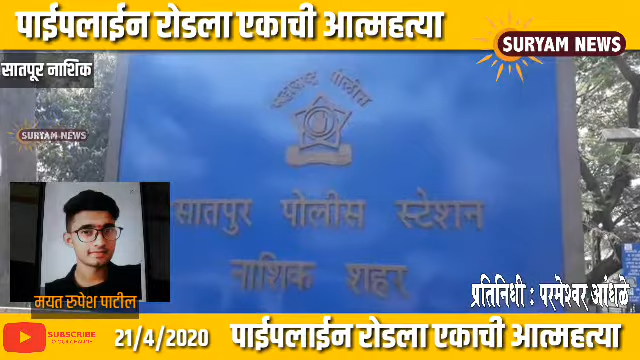 पाईपलाईन रोडला एकाची आत्महत्या
SURYAM NEWS
सातपूर नाशिक
महाराष्ट्र पोलीस
SURYAM NEWS
सातपुर पोलीस स्टेशन
नाशिक शहर
मयत रुपेश पाटील
प्रतिनिधी : परमेश्वर आंधळे
SUBSCRIBE
21/4/2020 पाईपलाईन रोडला एकाची आत्महत्या